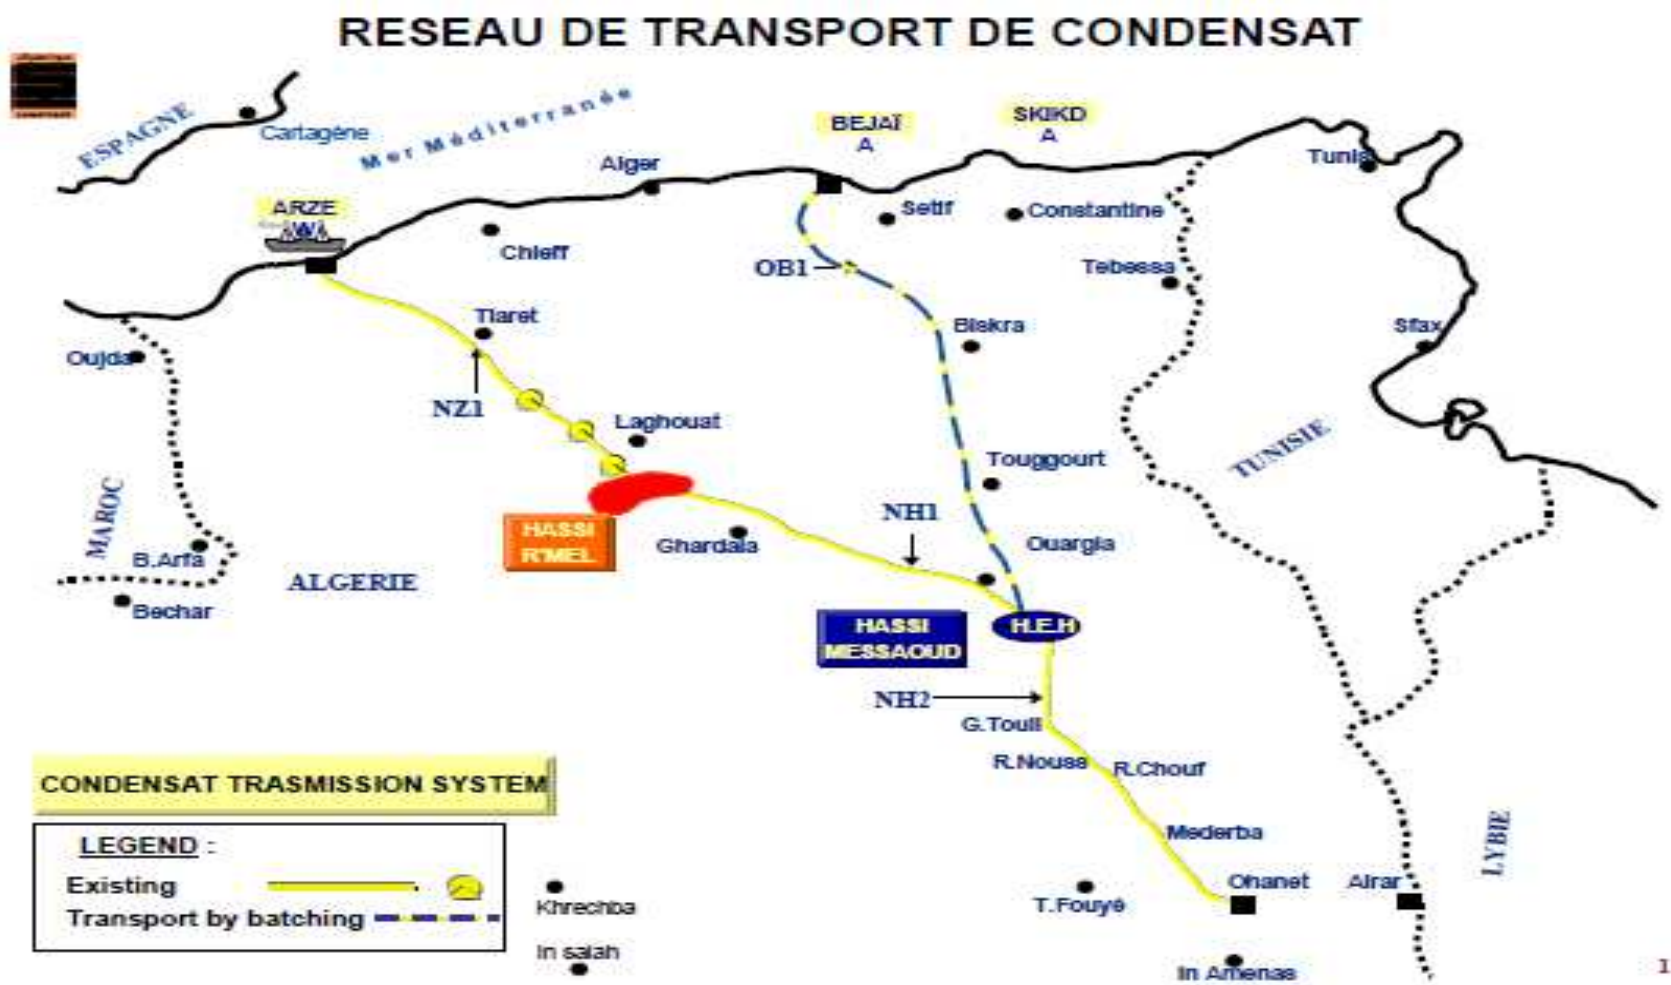 RESEAU DE TRANSPORT DE CONDENSAT
ESPAGNE
Cartagène
Mer Méditerranée
BEJAÏ
A
SKIKD
A
Alger
Tunis
ARZE
W
Setif
Constantine
Chleff
OB1
Tebessa
Tiaret
Biskra
Sfax
Oujda
NZ1
Laghouat
TUNISIE
Touggourt
MAROC
NH1
HASSI
R'MEL
Ghardaia
Ouargla
B.Arfa
ALGERIE
Bechar
HASSI
MESSAOUD
H.E.H
NH2
G.Toull
R.Nouss
R.Chouf
CONDENSAT TRASMISSION SYSTEM
Mederba
LYBIE
LEGEND :
Existing
Transport by batching
Khrechba
In salah
T.Fouyé
Ohanet
Alrar
In Amenas
1